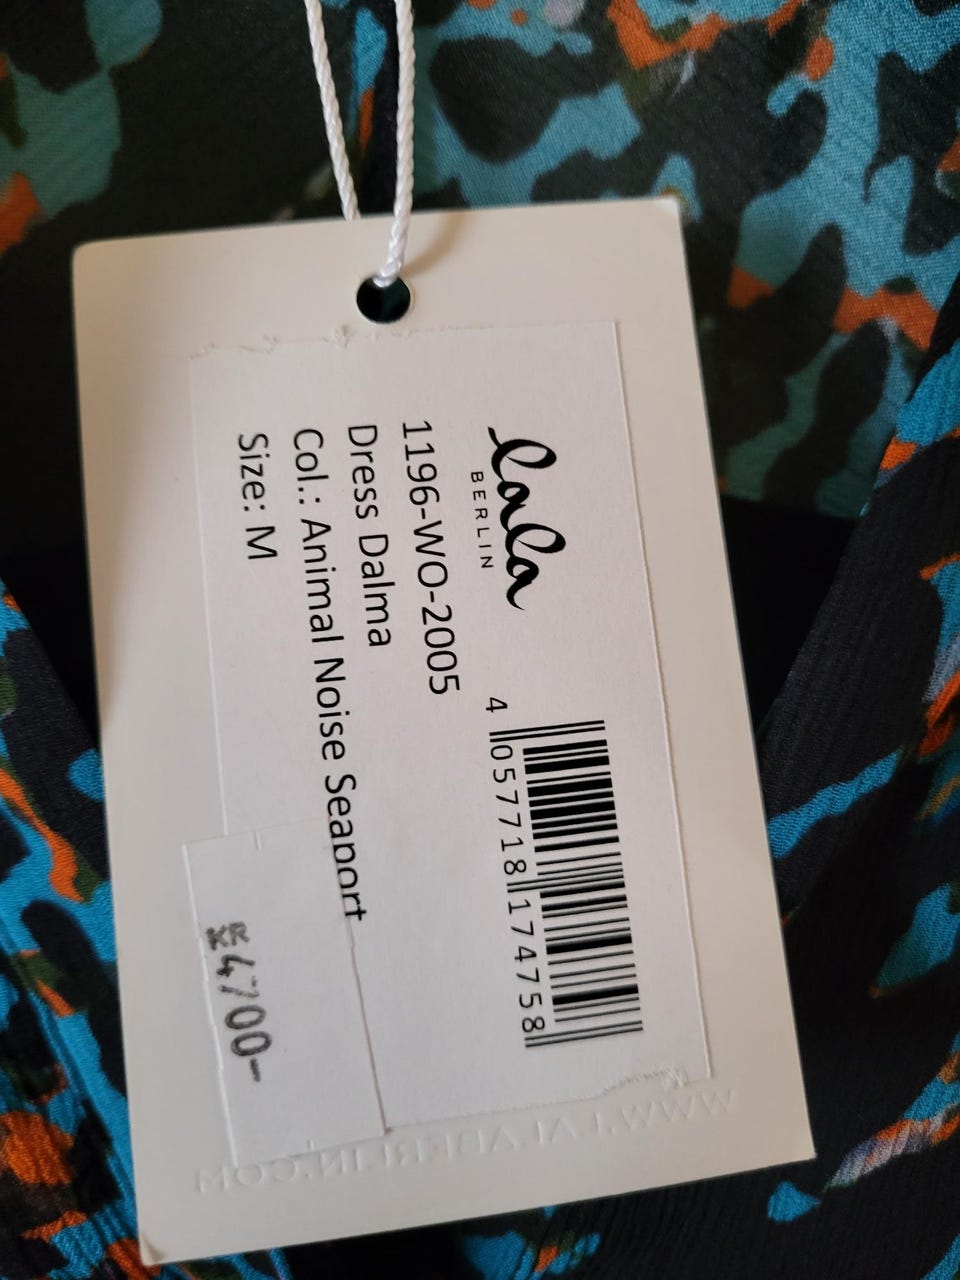 lala
BERLIN
1196-WO-2005
Dress Dalma
Col.: Animal Noise Seaport
Size: M
4 057718 174758
KR 4700-
WWW.LALABERLIN.COM